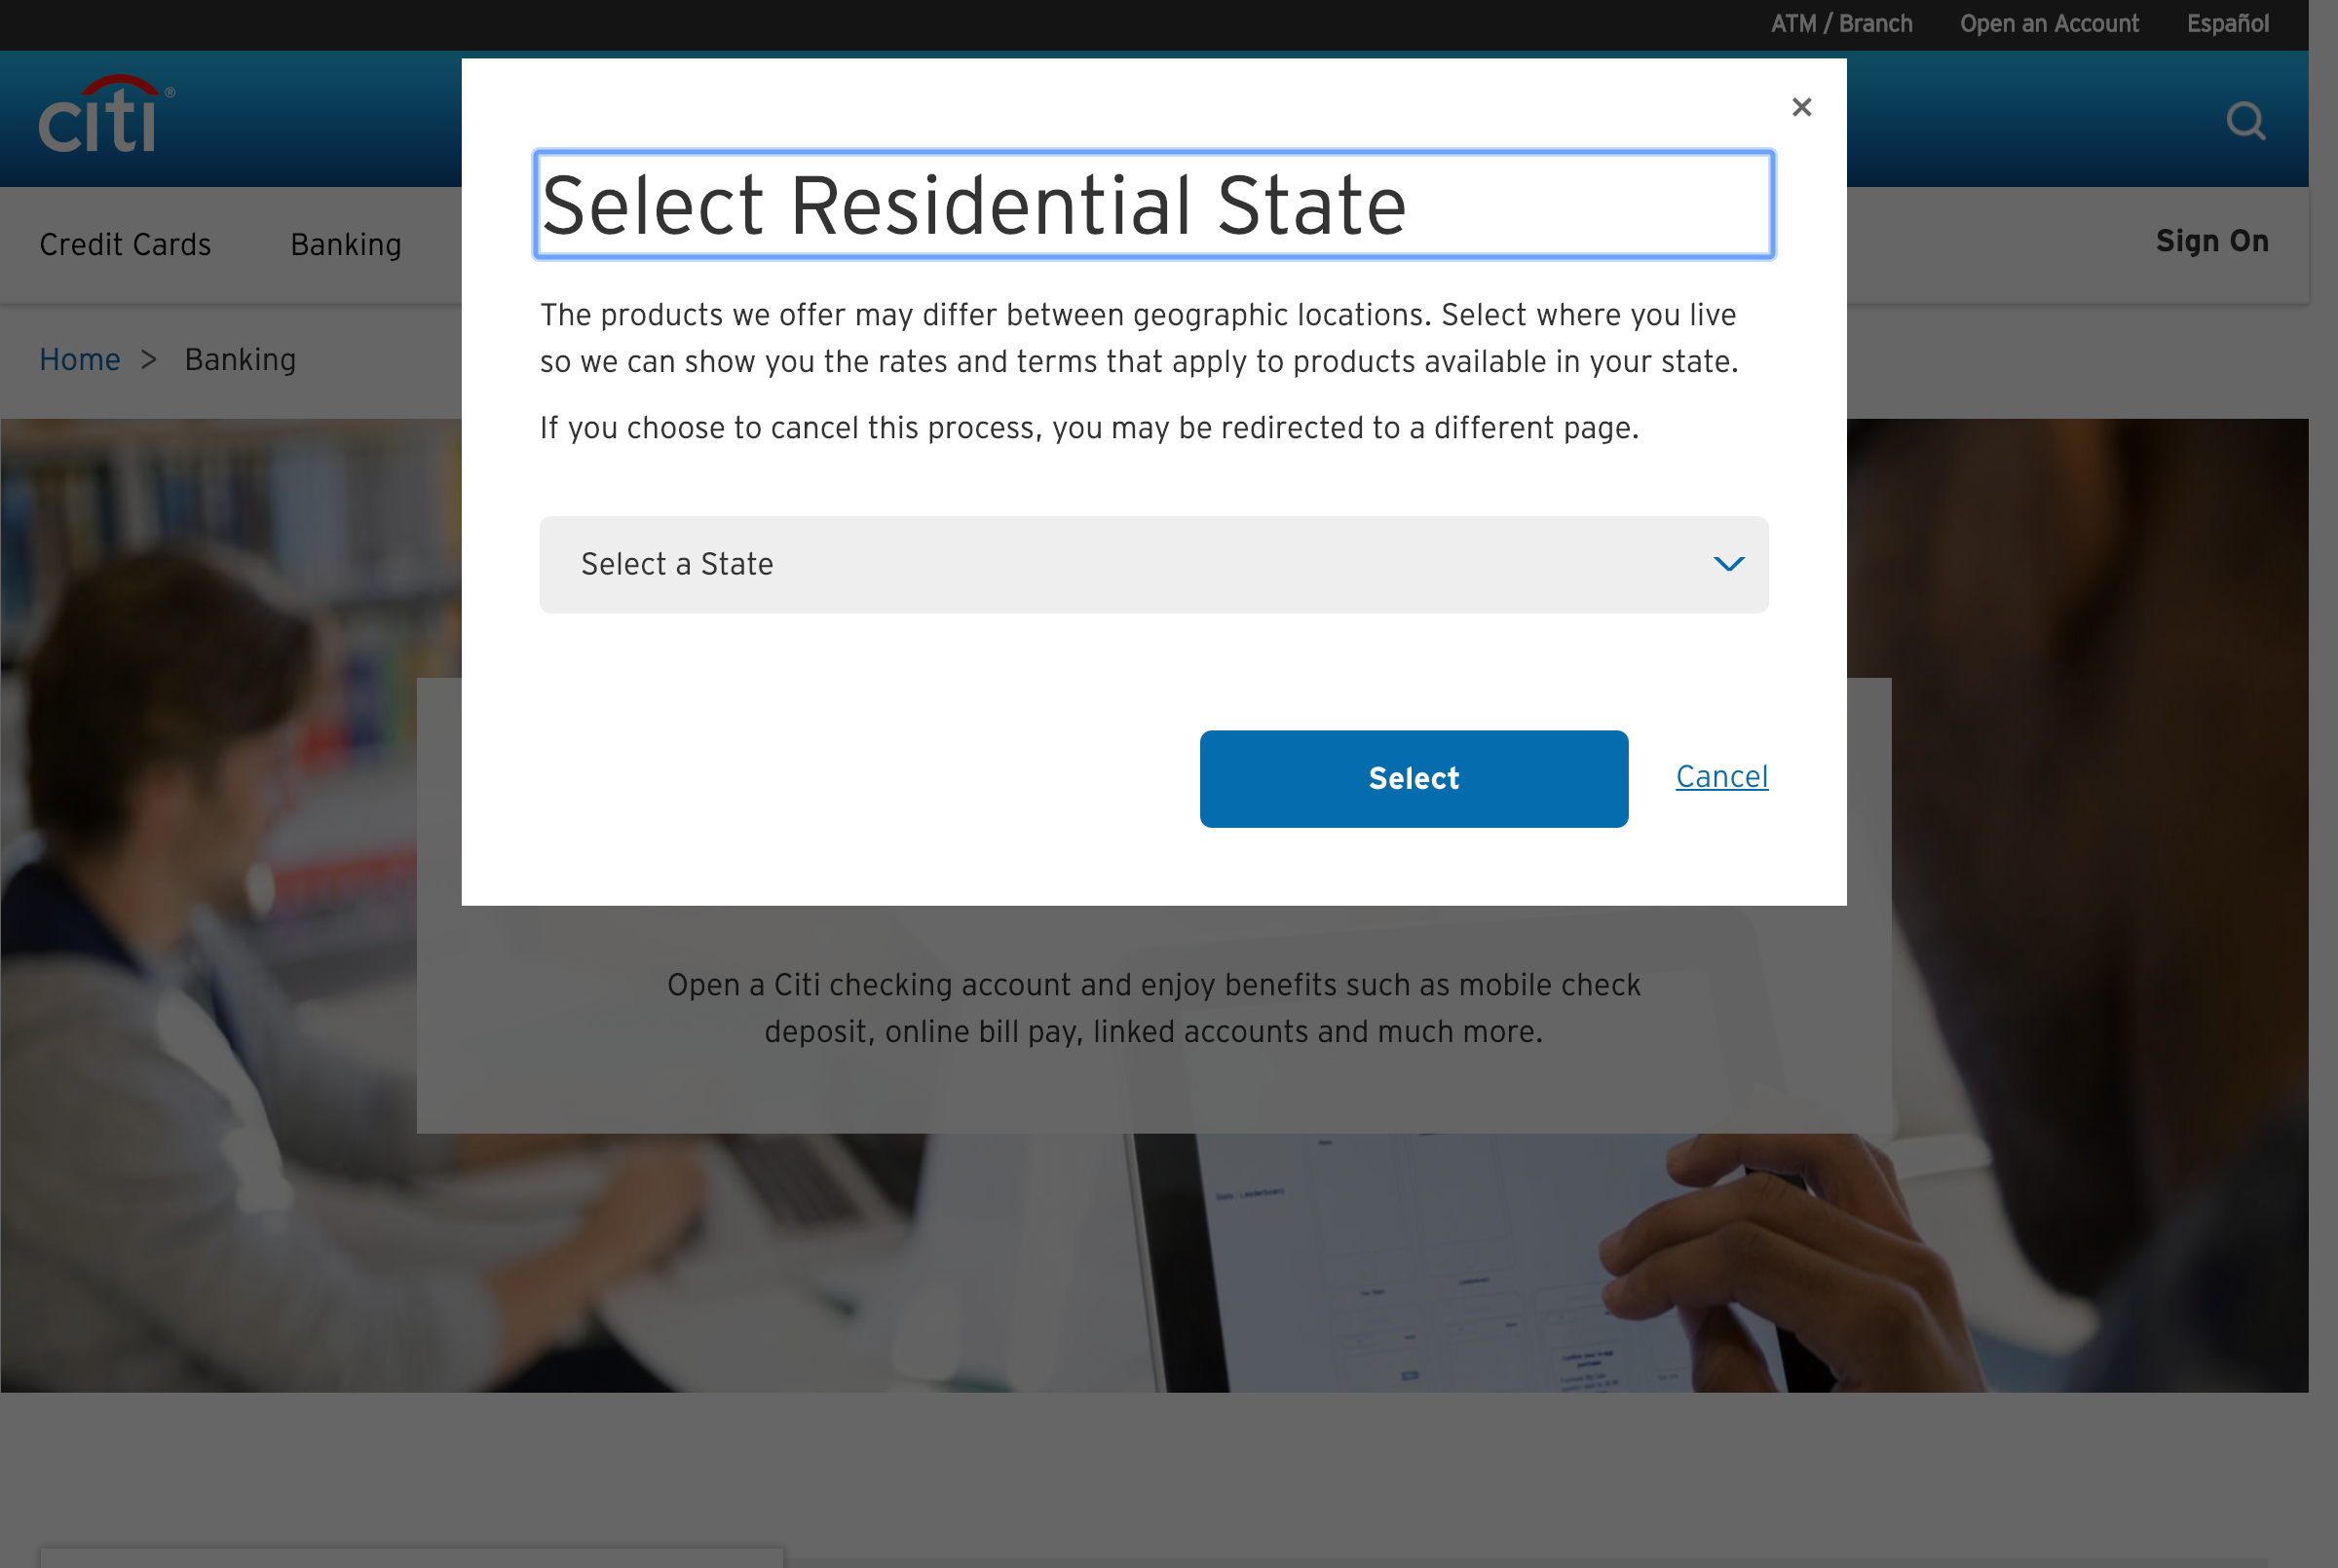 ATM / Branch
Open an Account
Español
citi®
Credit Cards
Banking
Sign On
Home > Banking
×
Select Residential State
The products we offer may differ between geographic locations. Select where you live
so we can show you the rates and terms that apply to products available in your state.
If you choose to cancel this process, you may be redirected to a different page.
Select a State
Select
Cancel
Open a Citi checking account and enjoy benefits such as mobile check
deposit, online bill pay, linked accounts and much more.
Stats / Leaderboard